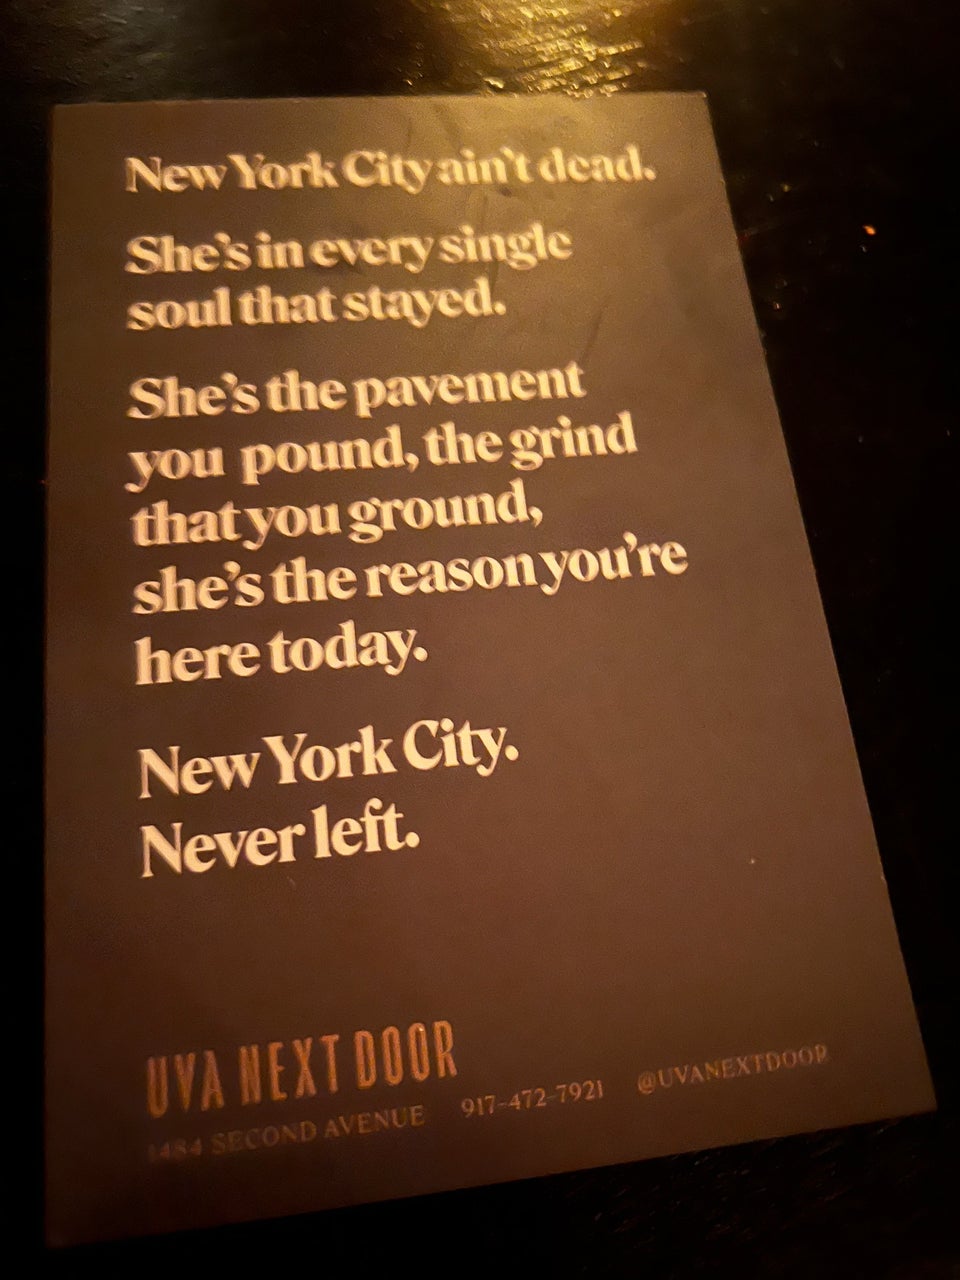 New York City ain't dead.
She's in every single
soul that stayed.
She's the pavement
you pound, the grind
that you ground,
she's the reason you're
here today.
New York City.
Never left.
UVA NEXT DOOR
1484 SECOND AVENUE 917-472-7921 @UVANEXTDOOR